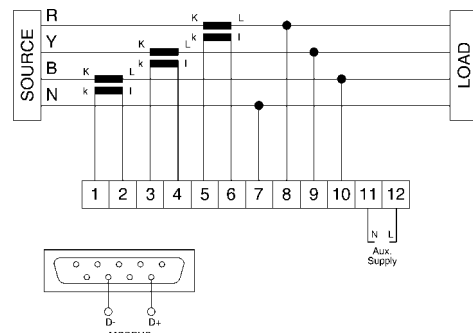 SOURCE
R
Y
B
N
K L
k l
K L
k l
K L
k l
LOAD
1 2 3 4 5 6 7 8 9 10 11 12
N L
Aux.
Supply
D- D+